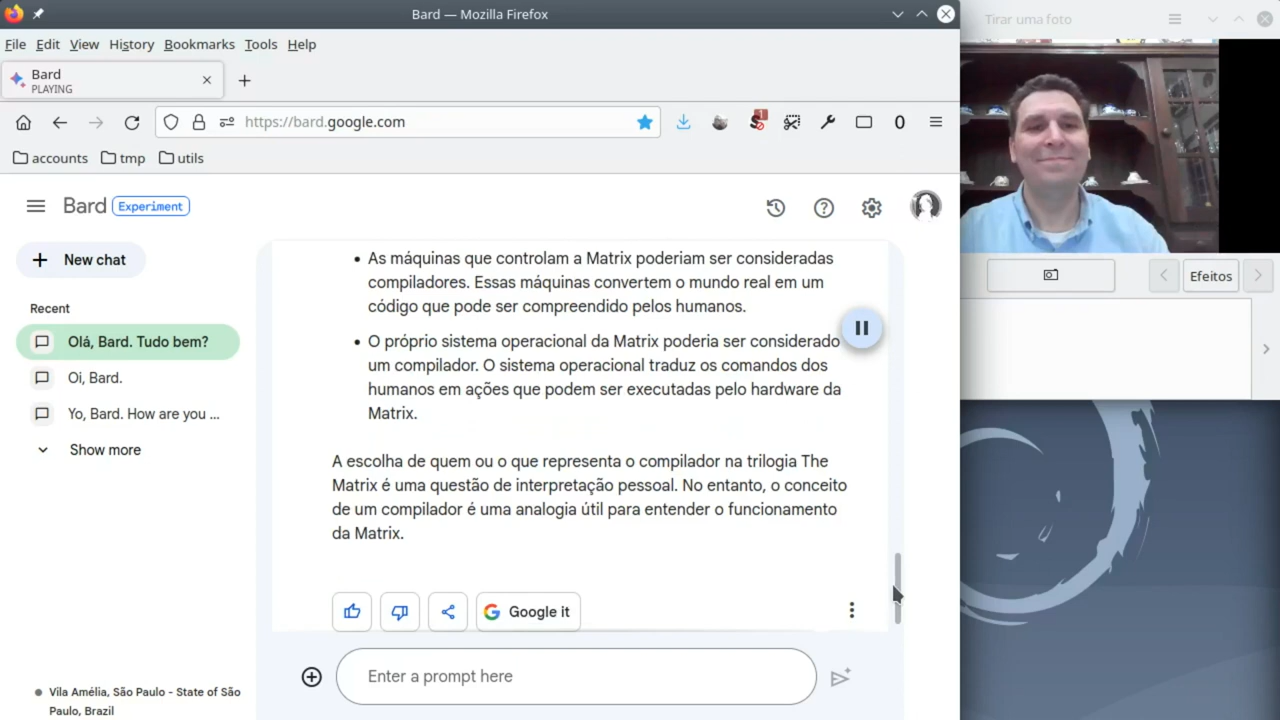 Bard — Mozilla Firefox
Tirar uma foto
File Edit View History Bookmarks Tools Help
Bard
PLAYING
https://bard.google.com
1
0
accounts tmp utils
Bard Experiment
New chat
Recent
Olá, Bard. Tudo bem?
Oi, Bard.
Yo, Bard. How are you ...
Show more
Vila Amélia, São Paulo - State of São
Paulo, Brazil
• As máquinas que controlam a Matrix poderiam ser consideradas
compiladores. Essas máquinas convertem o mundo real em um
código que pode ser compreendido pelos humanos.
• O próprio sistema operacional da Matrix poderia ser considerado
um compilador. O sistema operacional traduz os comandos dos
humanos em ações que podem ser executadas pelo hardware da
Matrix.
A escolha de quem ou o que representa o compilador na trilogia The
Matrix é uma questão de interpretação pessoal. No entanto, o conceito
de um compilador é uma analogia útil para entender o funcionamento
da Matrix.
Google it
Enter a prompt here
Efeitos